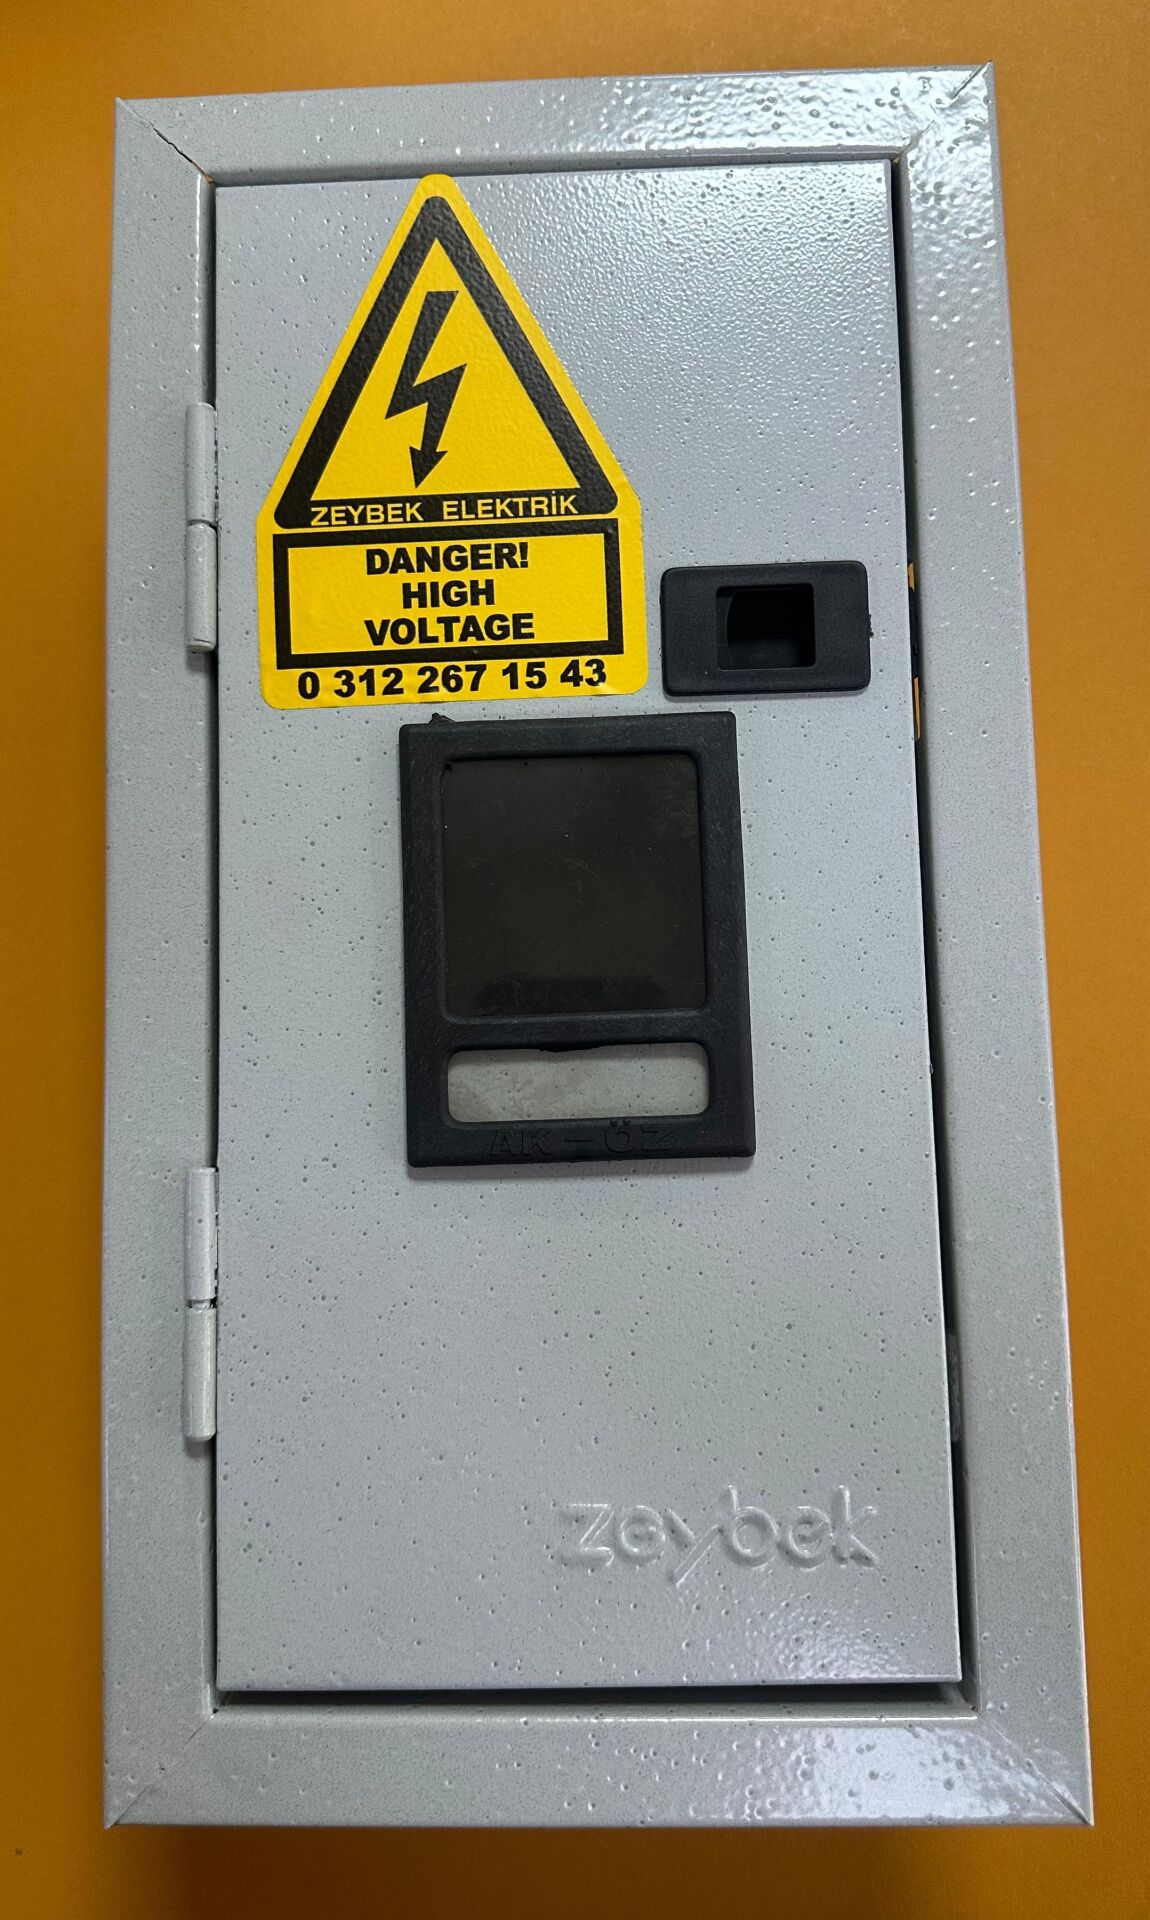 ZEYBEK ELEKTRİK
DANGER!
HIGH
VOLTAGE
0 312 267 15 43
AK-ÖZ
zeybek